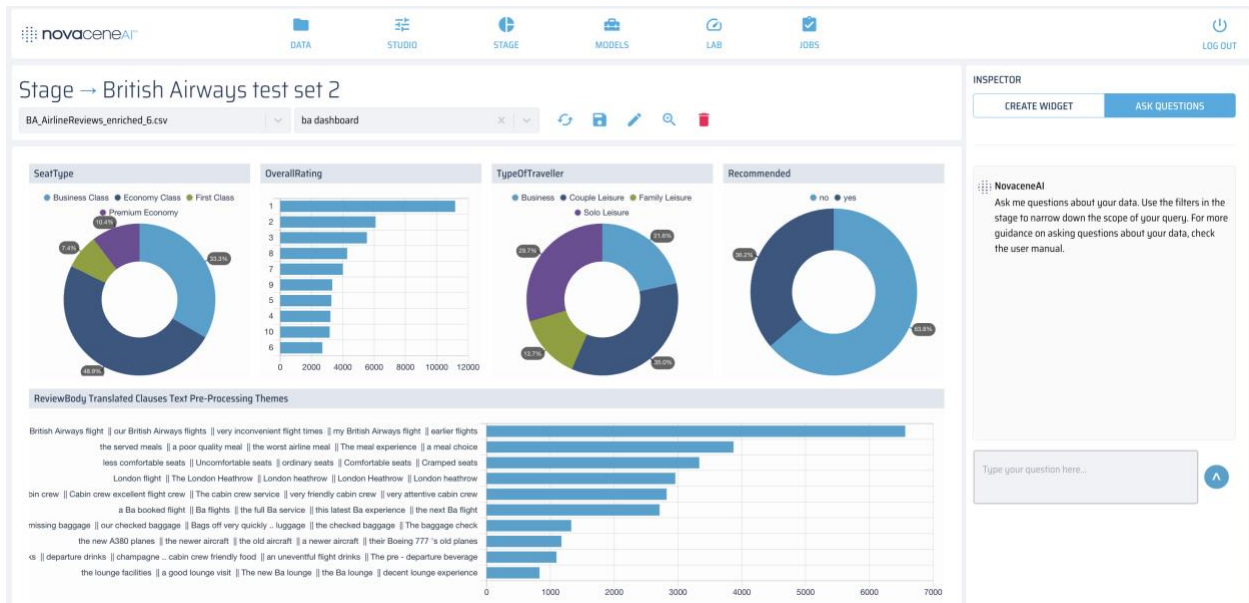 novaceneAI™
DATA
STUDIO
STAGE
MODELS
LAB
JOBS
LOG OUT
Stage → British Airways test set 2
BA_AirlineReviews_enriched_6.csv
ba dashboard
SeatType
Business Class Economy Class First Class
Premium Economy
10.4%
7.4%
33.3%
48.9%
OverallRating
1
2
3
8
7
9
5
4
10
6
0 2000 4000 6000 8000 10000 12000
TypeOfTraveller
Business Couple Leisure Family Leisure
Solo Leisure
29.7%
21.6%
13.7%
35.0%
Recommended
no yes
36.2%
63.8%
ReviewBody Translated Clauses Text Pre-Processing Themes
British Airways flight || our British Airways flights || very inconvenient flight times || my British Airways flight || earlier flights
the served meals || a poor quality meal || the worst airline meal || The meal experience || a meal choice
less comfortable seats || Uncomfortable seats || ordinary seats || Comfortable seats || Cramped seats
London flight || The London Heathrow || London heathrow || London Heathrow || London heathrow
bin crew || Cabin crew excellent flight crew || The cabin crew service || very friendly cabin crew || very attentive cabin crew
a Ba booked flight || Ba flights || the full Ba service || this latest Ba experience || the next Ba flight
missing baggage || our checked baggage || Bags off very quickly .. luggage || the checked baggage || The baggage check
the new A380 planes || the newer aircraft || the old aircraft || a newer aircraft || their Boeing 777 's old planes
ks || departure drinks || champagne .. cabin crew friendly food || an uneventful flight drinks || The pre - departure beverage
the lounge facilities || a good lounge visit || The new Ba lounge || the Ba lounge || decent lounge experience
0 1000 2000 3000 4000 5000 6000 7000
INSPECTOR
CREATE WIDGET
ASK QUESTIONS
NovaceneAI
Ask me questions about your data. Use the filters in the
stage to narrow down the scope of your query. For more
guidance on asking questions about your data, check
the user manual.
Type your question here...